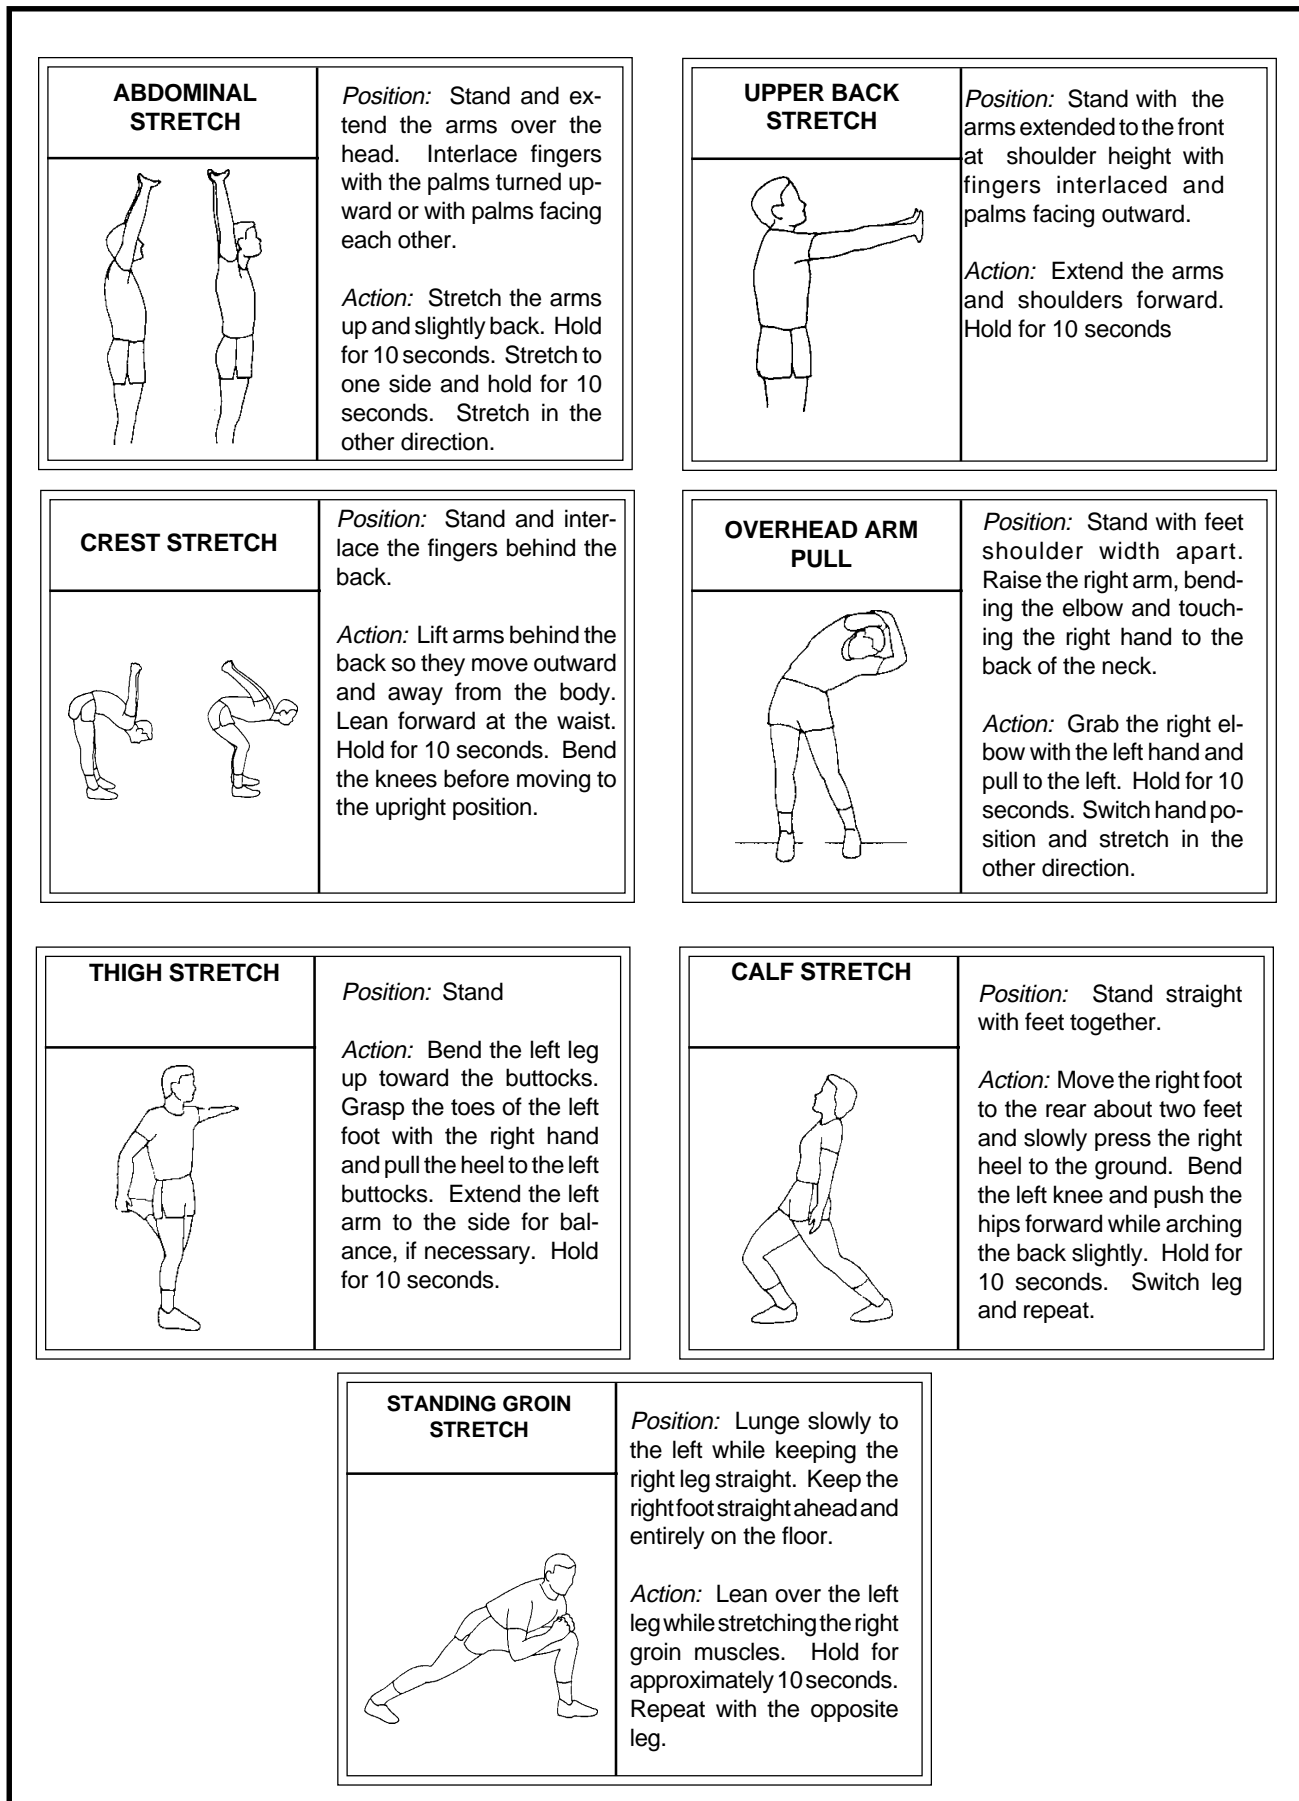 ABDOMINAL
STRETCH
Position: Stand and ex-
tend the arms over the
head. Interlace fingers
with the palms turned up-
ward or with palms facing
each other.
Action: Stretch the arms
up and slightly back. Hold
for 10 seconds. Stretch to
one side and hold for 10
seconds. Stretch in the
other direction.
UPPER BACK
STRETCH
Position: Stand with the
arms extended to the front
at shoulder height with
fingers interlaced and
palms facing outward.
Action: Extend the arms
and shoulders forward.
Hold for 10 seconds
CREST STRETCH
Position: Stand and inter-
lace the fingers behind the
back.
Action: Lift arms behind the
back so they move outward
and away from the body.
Lean forward at the waist.
Hold for 10 seconds. Bend
the knees before moving to
the upright position.
OVERHEAD ARM
PULL
Position: Stand with feet
shoulder width apart.
Raise the right arm, bend-
ing the elbow and touch-
ing the right hand to the
back of the neck.
Action: Grab the right el-
bow with the left hand and
pull to the left. Hold for 10
seconds. Switch hand po-
sition and stretch in the
other direction.
THIGH STRETCH
Position: Stand
Action: Bend the left leg
up toward the buttocks.
Grasp the toes of the left
foot with the right hand
and pull the heel to the left
buttocks. Extend the left
arm to the side for bal-
ance, if necessary. Hold
for 10 seconds.
CALF STRETCH
Position: Stand straight
with feet together.
Action: Move the right foot
to the rear about two feet
and slowly press the right
heel to the ground. Bend
the left knee and push the
hips forward while arching
the back slightly. Hold for
10 seconds. Switch leg
and repeat.
STANDING GROIN
STRETCH
Position: Lunge slowly to
the left while keeping the
right leg straight. Keep the
right foot straight ahead and
entirely on the floor.
Action: Lean over the left
leg while stretching the right
groin muscles. Hold for
approximately 10 seconds.
Repeat with the opposite
leg.